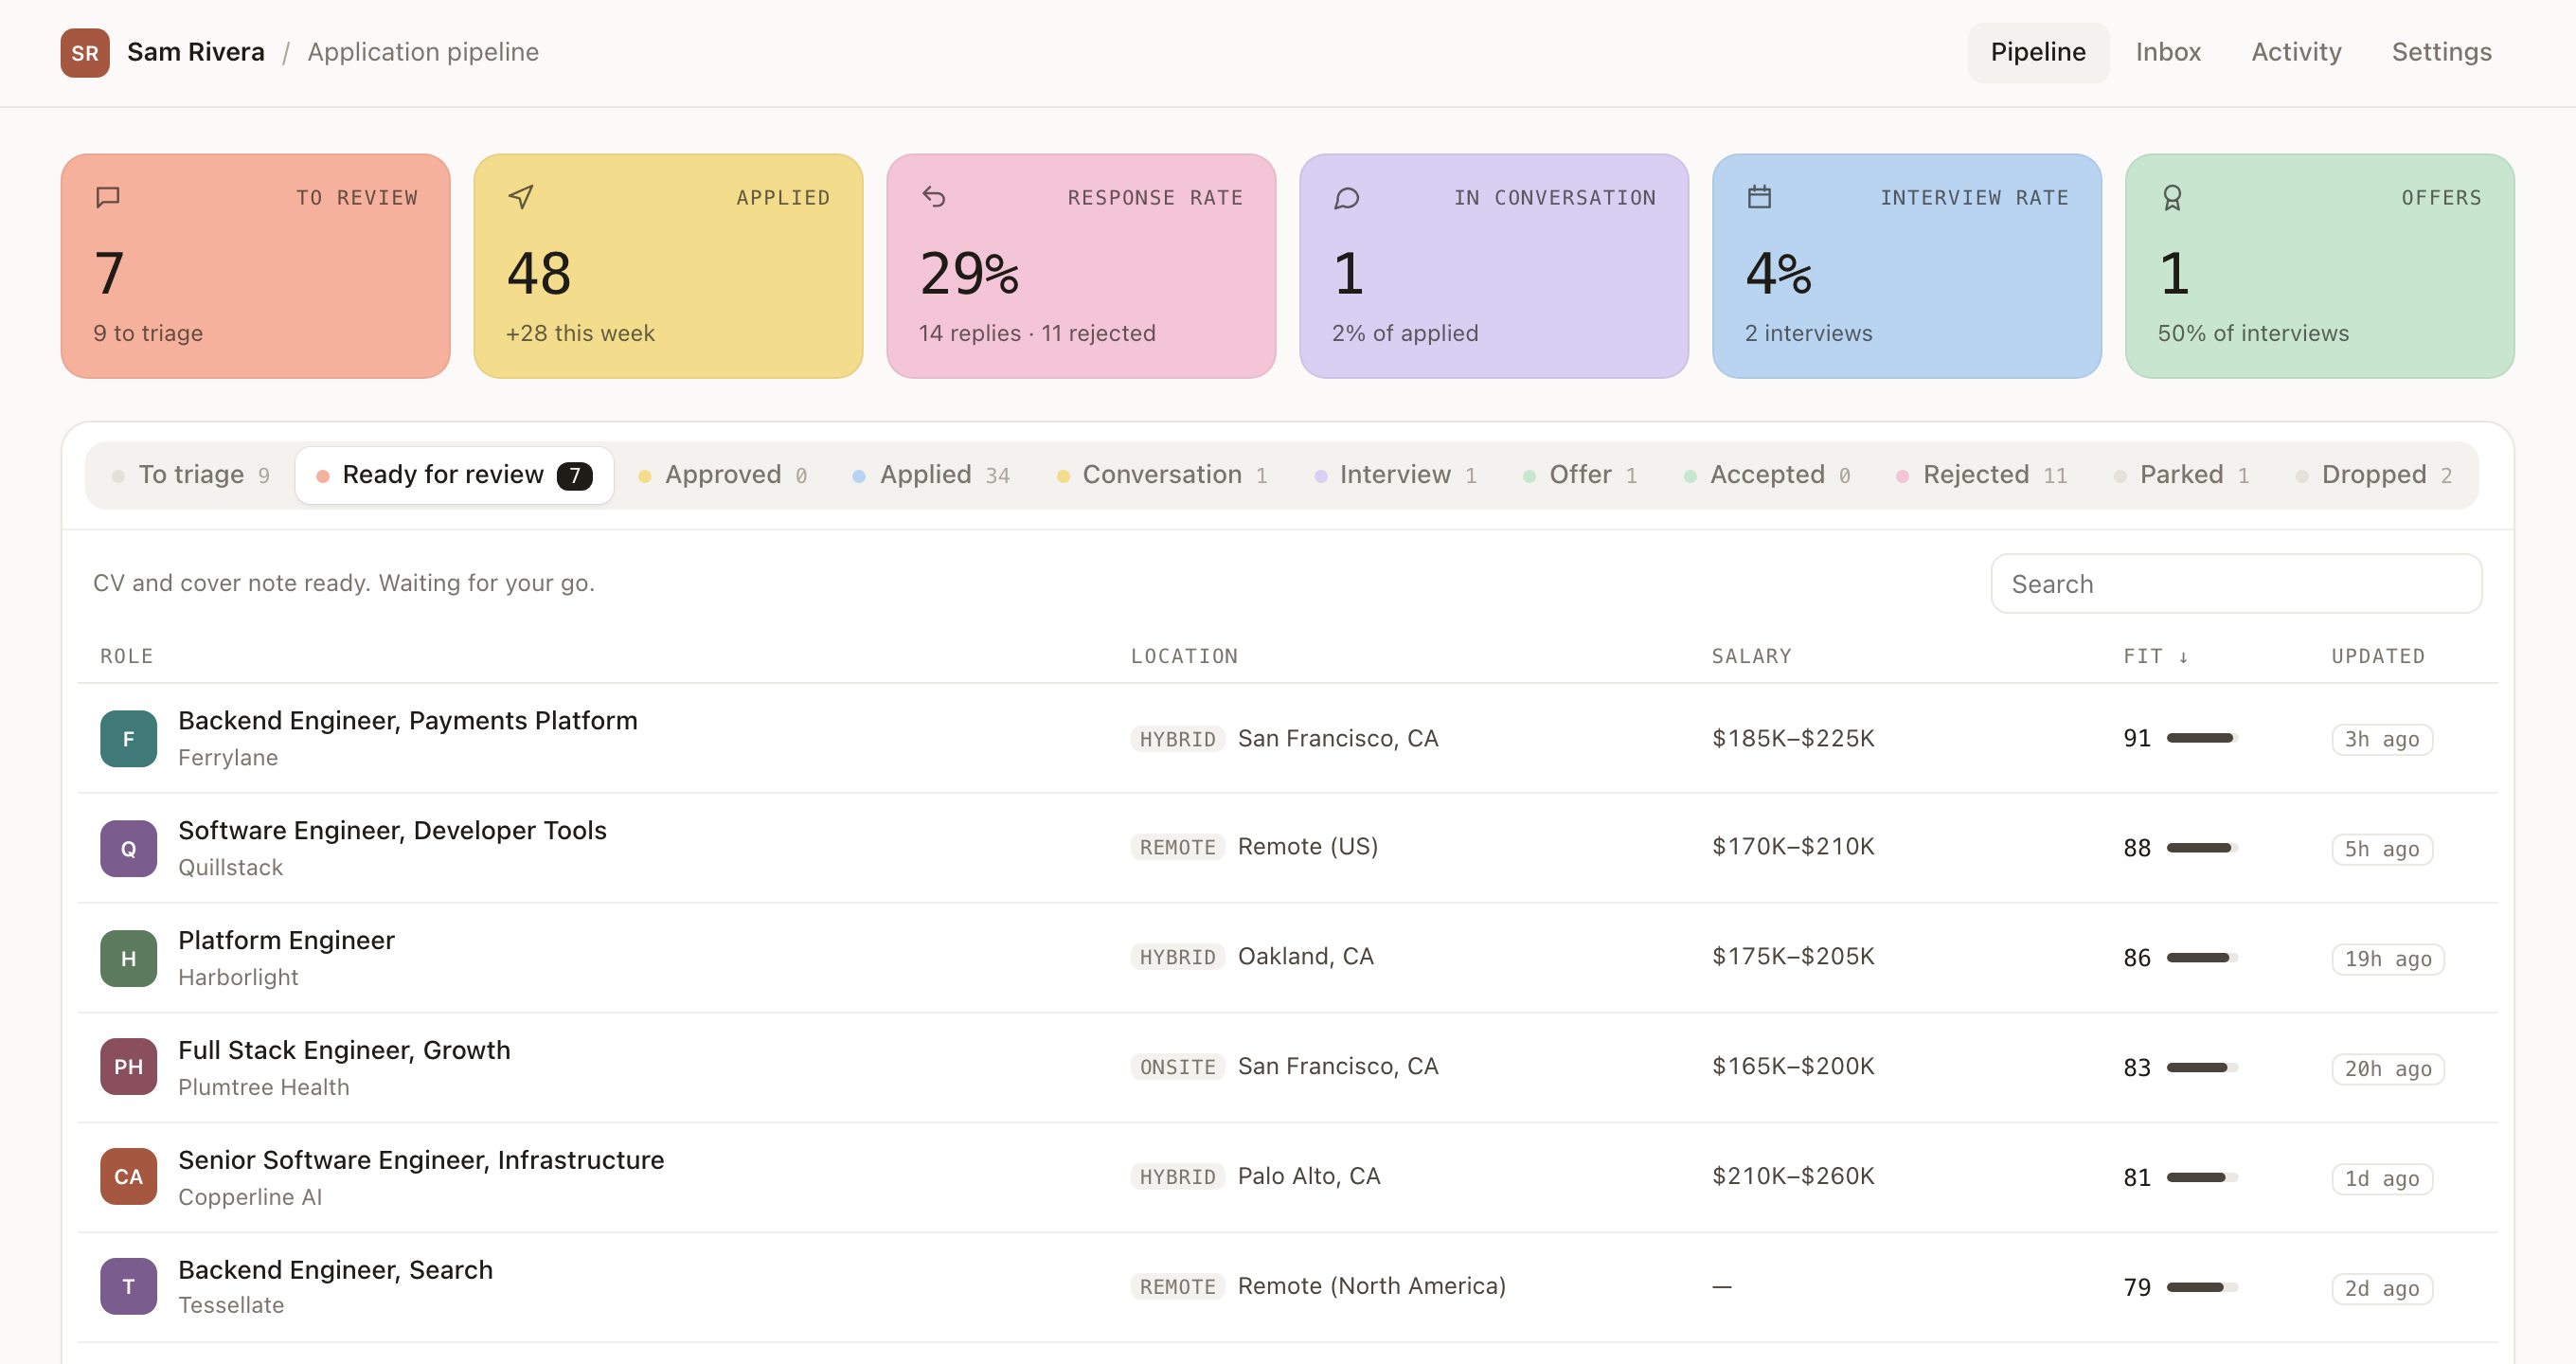 SR Sam Rivera / Application pipeline
Pipeline Inbox Activity Settings
TO REVIEW
7
9 to triage
APPLIED
48
+28 this week
RESPONSE RATE
29%
14 replies · 11 rejected
IN CONVERSATION
1
2% of applied
INTERVIEW RATE
4%
2 interviews
OFFERS
1
50% of interviews
To triage 9 Ready for review 7 Approved 0 Applied 34 Conversation 1 Interview 1 Offer 1 Accepted 0 Rejected 11 Parked 1 Dropped 2
CV and cover note ready. Waiting for your go.
Search
ROLE LOCATION SALARY FIT ↓ UPDATED
F Backend Engineer, Payments Platform
Ferrylane
HYBRID San Francisco, CA $185K–$225K 91 3h ago
Q Software Engineer, Developer Tools
Quillstack
REMOTE Remote (US) $170K–$210K 88 5h ago
H Platform Engineer
Harborlight
HYBRID Oakland, CA $175K–$205K 86 19h ago
PH Full Stack Engineer, Growth
Plumtree Health
ONSITE San Francisco, CA $165K–$200K 83 20h ago
CA Senior Software Engineer, Infrastructure
Copperline AI
HYBRID Palo Alto, CA $210K–$260K 81 1d ago
T Backend Engineer, Search
Tessellate
REMOTE Remote (North America) — 79 2d ago